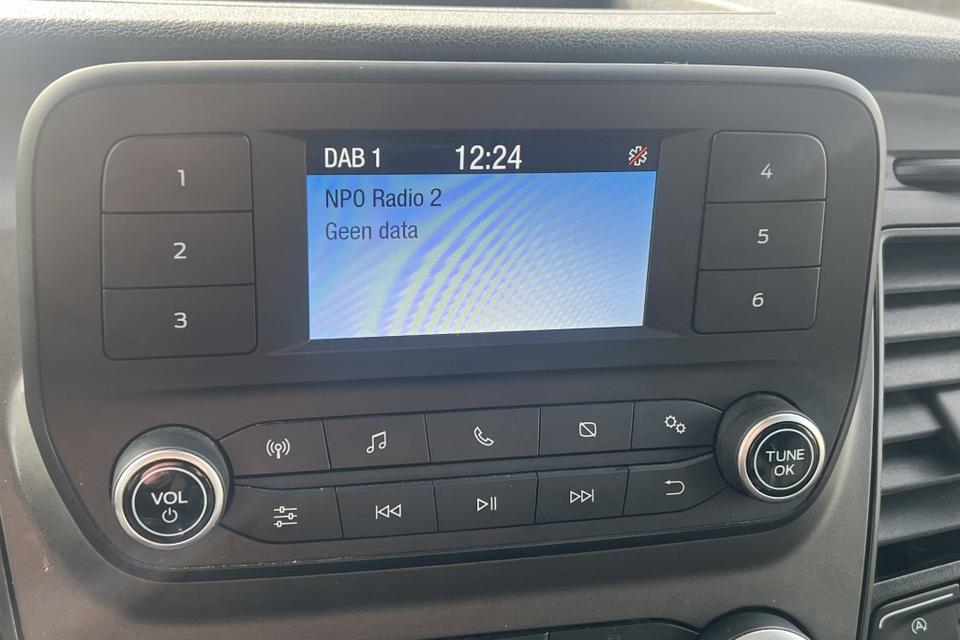 DAB 1 12:24
NPO Radio 2
Geen data
1
2
3
4
5
6
VOL
TUNE
OK
A